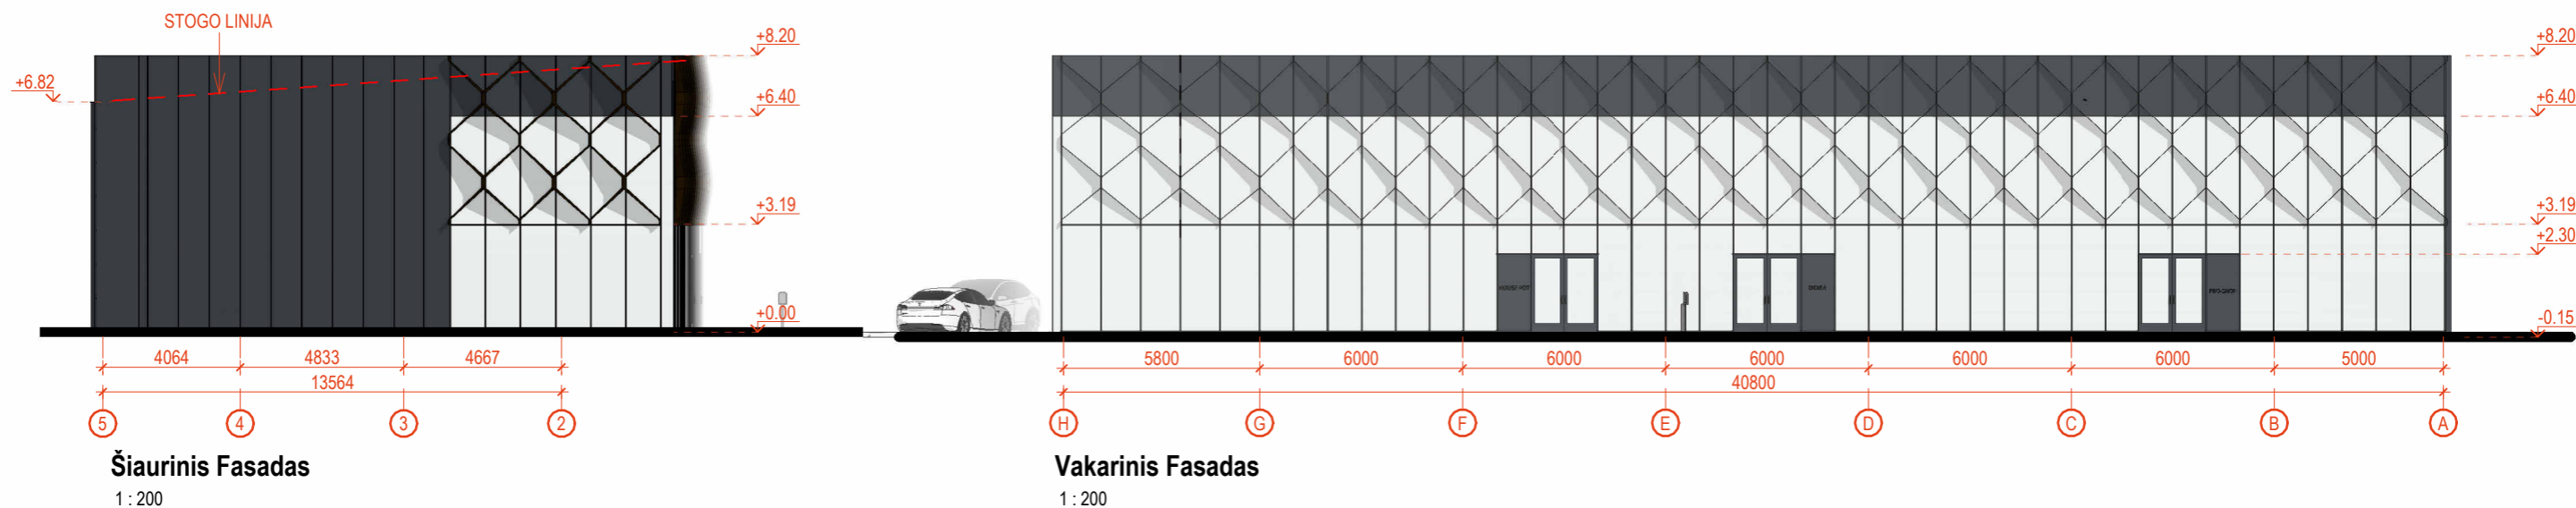 STOGO LINIJA
+6.82
+8.20
+6.40
+3.19
+0.00
4064 4833 4667
13564
5 4 3 2
Šiaurinis Fasadas
1 : 200
+8.20
+6.40
+3.19
+2.30
-0.15
5800 6000 6000 6000 6000 6000 5000
40800
H G F E D C B A
Vakarinis Fasadas
1 : 200